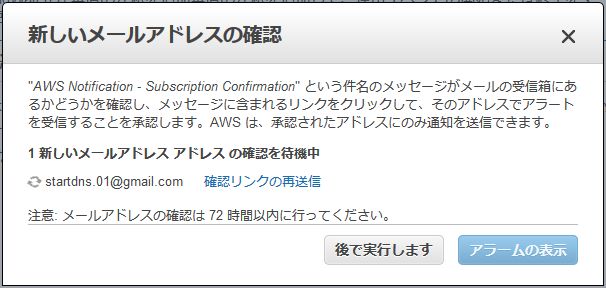 新しいメールアドレスの確認
"AWS Notification - Subscription Confirmation" という件名のメッセージがメールの受信箱にあ
るかどうかを確認し、メッセージに含まれるリンクをクリックして、そのアドレスでアラート
を受信することを承認します。AWS は、承認されたアドレスにのみ通知を送信できます。
1 新しいメールアドレス アドレス の確認を待機中
startdns.01@gmail.com 確認リンクの再送信
注意: メールアドレスの確認は 72 時間以内に行ってください。
後で実行します アラームの表示